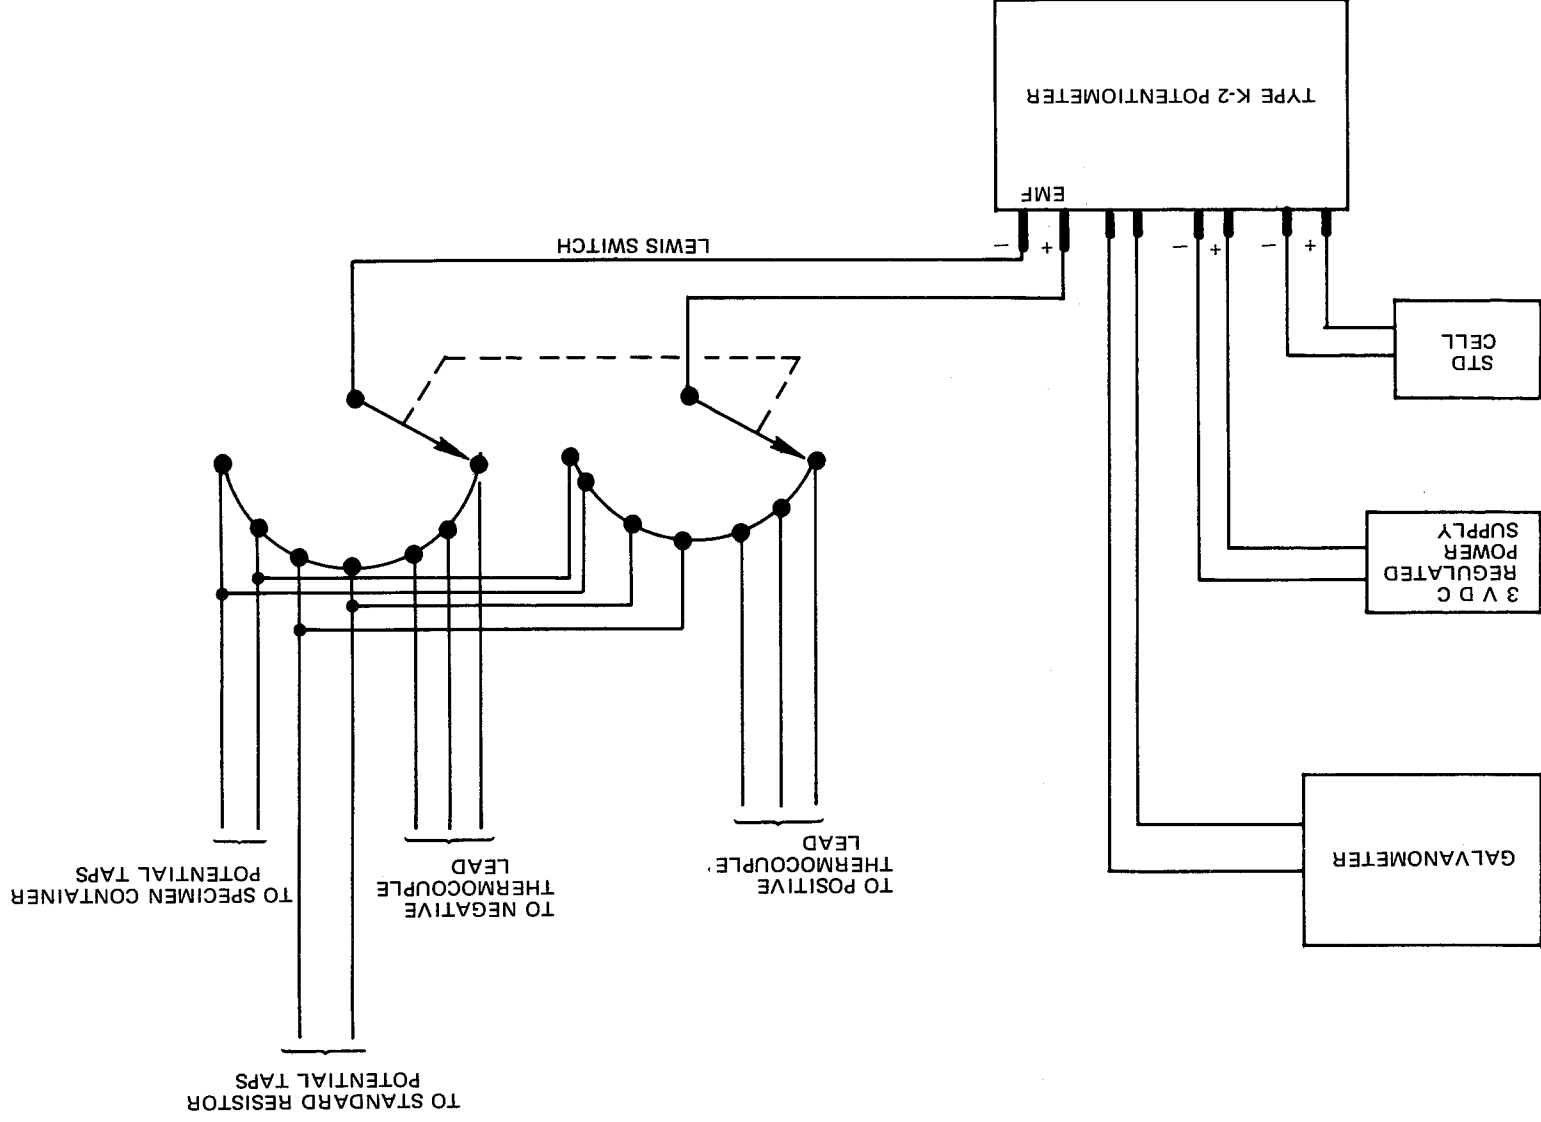 TO STANDARD RESISTOR
POTENTIAL TAPS
TO POSITIVE
THERMOCOUPLE
LEAD
TO NEGATIVE
THERMOCOUPLE
LEAD
TO SPECIMEN CONTAINER
POTENTIAL TAPS
GALVANOMETER
3 V D C
REGULATED
POWER
SUPPLY
STD
CELL
+ − + − + −
LEWIS SWITCH
EMF
TYPE K-2 POTENTIOMETER